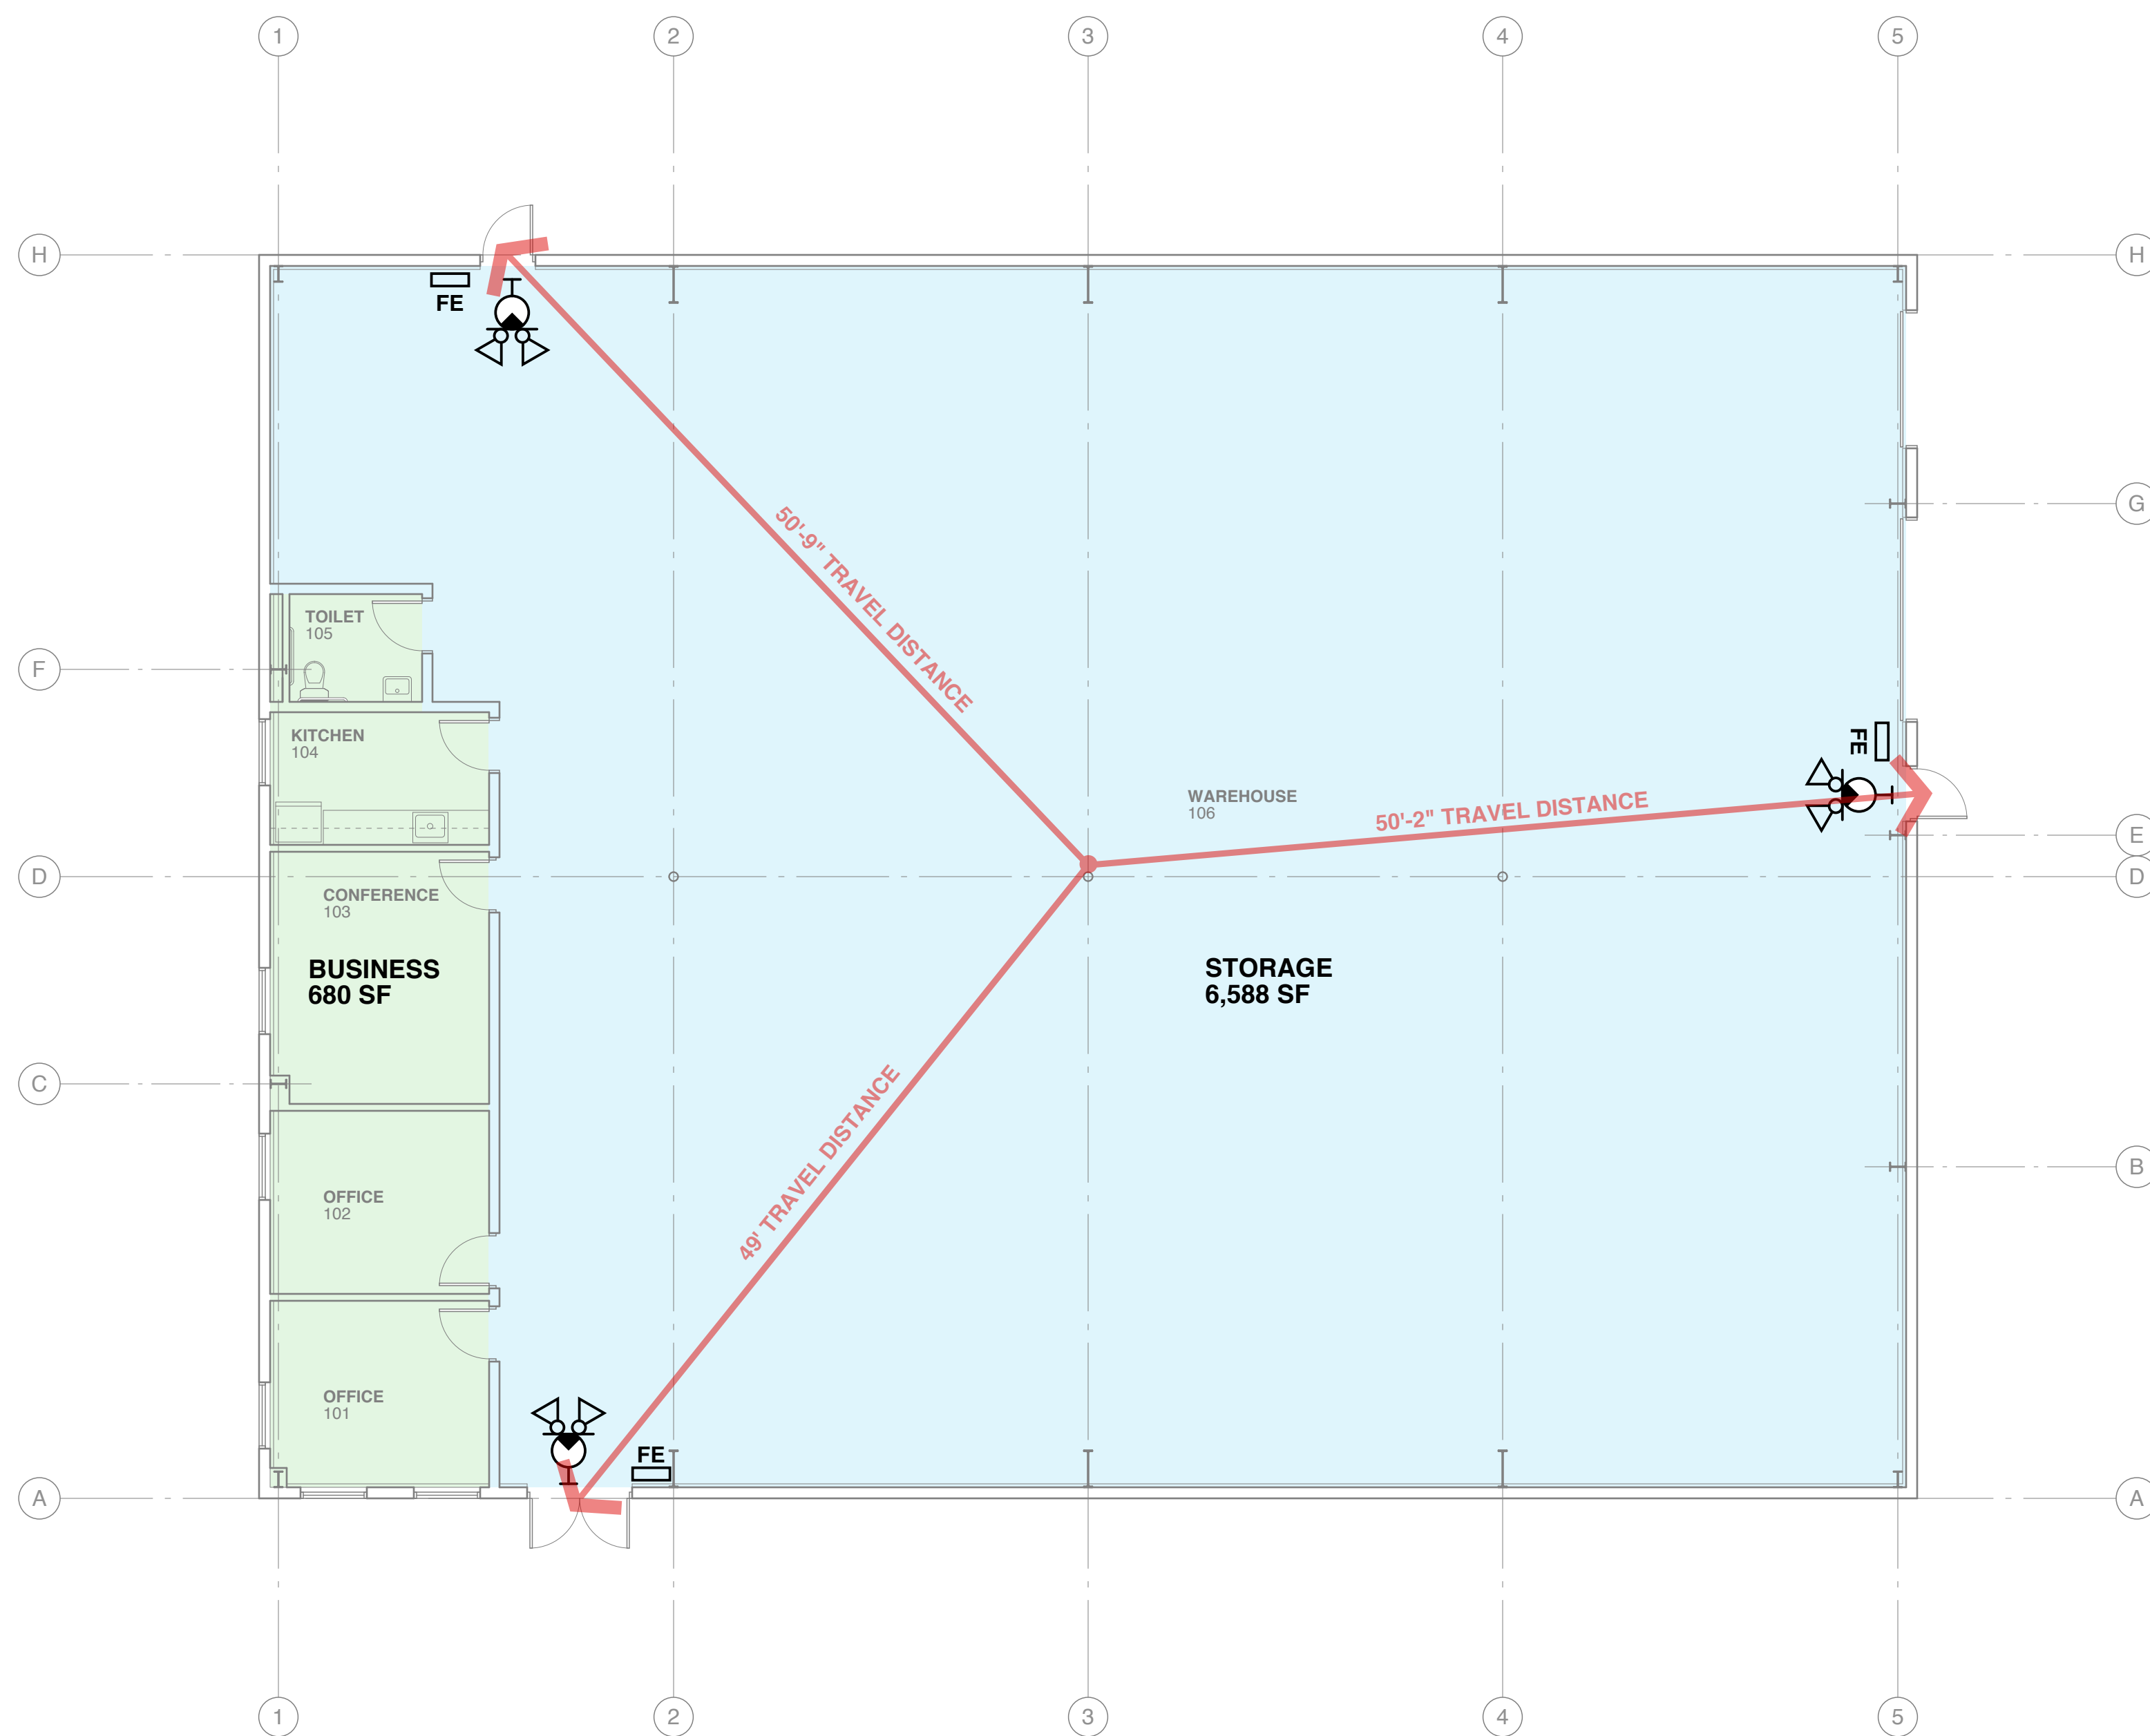 1
2
3
4
5
H
H
FE
G
50'-9" TRAVEL DISTANCE
TOILET
105
F
KITCHEN
104
FE
WAREHOUSE
106
50'-2" TRAVEL DISTANCE
E
D
D
CONFERENCE
103
BUSINESS
680 SF
STORAGE
6,588 SF
C
49' TRAVEL DISTANCE
B
OFFICE
102
OFFICE
101
FE
A
A
1
2
3
4
5